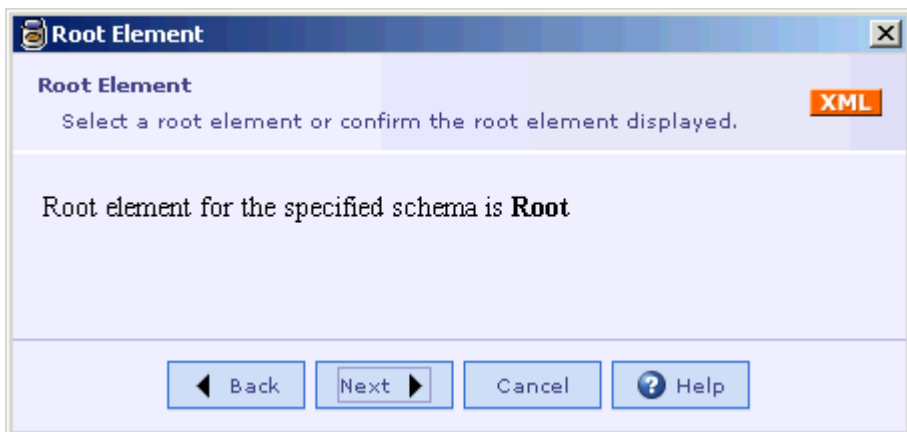 Root Element
Root Element
XML
Select a root element or confirm the root element displayed.
Root element for the specified schema is Root
Back Next Cancel Help